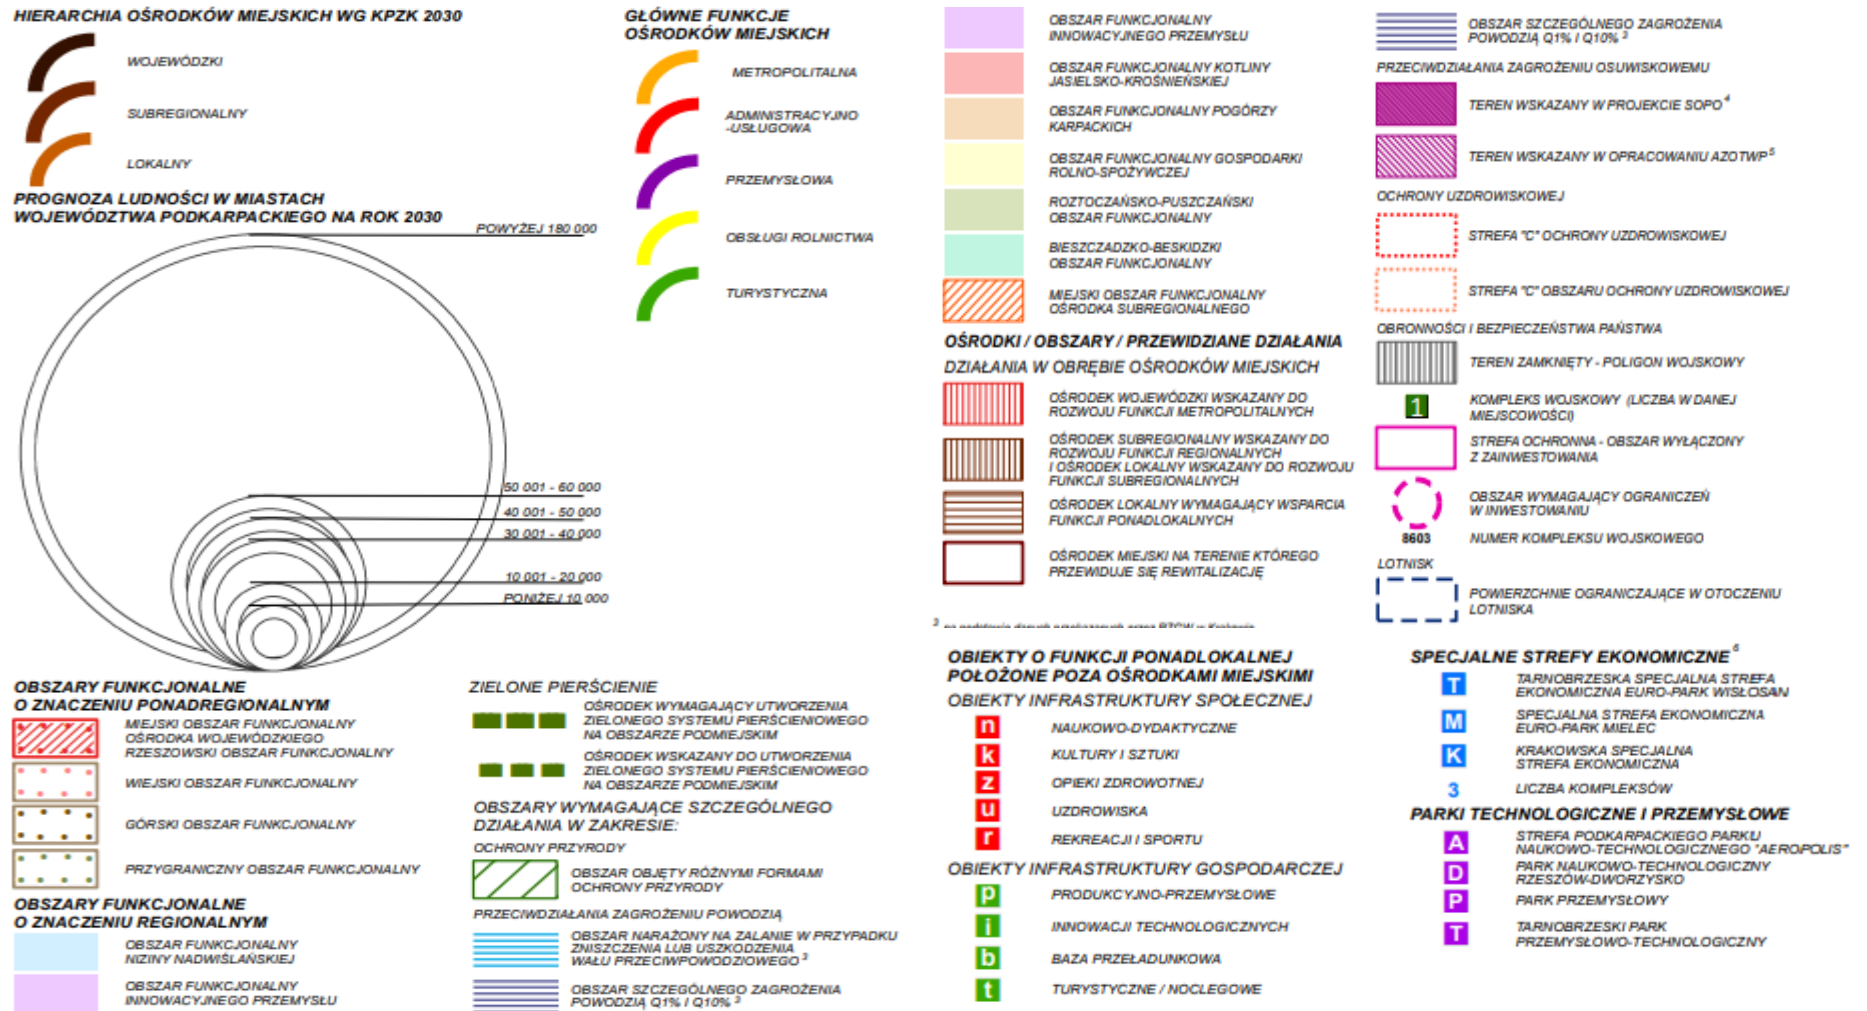 HIERARCHIA OŚRODKÓW MIEJSKICH WG KPZK 2030
WOJEWÓDZKI
SUBREGIONALNY
LOKALNY
PROGNOZA LUDNOŚCI W MIASTACH
WOJEWÓDZTWA PODKARPACKIEGO NA ROK 2030
POWYŻEJ 180 000
50 001 - 60 000
40 001 - 50 000
30 001 - 40 000
10 001 - 20 000
PONIŻEJ 10 000
GŁÓWNE FUNKCJE
OŚRODKÓW MIEJSKICH
METROPOLITALNA
ADMINISTRACYJNO
-USŁUGOWA
PRZEMYSŁOWA
OBSŁUGI ROLNICTWA
TURYSTYCZNA
OBSZARY FUNKCJONALNE
O ZNACZENIU PONADREGIONALNYM
MIEJSKI OBSZAR FUNKCJONALNY
OŚRODKA WOJEWÓDZKIEGO
RZESZOWSKI OBSZAR FUNKCJONALNY
WIEJSKI OBSZAR FUNKCJONALNY
GÓRSKI OBSZAR FUNKCJONALNY
PRZYGRANICZNY OBSZAR FUNKCJONALNY
OBSZARY FUNKCJONALNE
O ZNACZENIU REGIONALNYM
OBSZAR FUNKCJONALNY
NIZINY NADWIŚLAŃSKIEJ
OBSZAR FUNKCJONALNY
INNOWACYJNEGO PRZEMYSŁU
ZIELONE PIERŚCIENIE
OŚRODEK WYMAGAJĄCY UTWORZENIA
ZIELONEGO SYSTEMU PIERŚCIENIOWEGO
NA OBSZARZE PODMIEJSKIM
OŚRODEK WSKAZANY DO UTWORZENIA
ZIELONEGO SYSTEMU PIERŚCIENIOWEGO
NA OBSZARZE PODMIEJSKIM
OBSZARY WYMAGAJĄCE SZCZEGÓLNEGO
DZIAŁANIA W ZAKRESIE:
OCHRONY PRZYRODY
OBSZAR OBJĘTY RÓŻNYMI FORMAMI
OCHRONY PRZYRODY
PRZECIWDZIAŁANIA ZAGROŻENIU POWODZIĄ
OBSZAR NARAŻONY NA ZALANIE W PRZYPADKU
ZNISZCZENIA LUB USZKODZENIA
WAŁU PRZECIWPOWODZIOWEGO 3
OBSZAR SZCZEGÓLNEGO ZAGROŻENIA
POWODZIĄ Q1% I Q10% 3
OBSZAR FUNKCJONALNY
INNOWACYJNEGO PRZEMYSŁU
OBSZAR FUNKCJONALNY KOTLINY
JASIELSKO-KROŚNIEŃSKIEJ
OBSZAR FUNKCJONALNY POGÓRZY
KARPACKICH
OBSZAR FUNKCJONALNY GOSPODARKI
ROLNO-SPOŻYWCZEJ
ROZTOCZAŃSKO-PUSZCZAŃSKI
OBSZAR FUNKCJONALNY
BIESZCZADZKO-BESKIDZKI
OBSZAR FUNKCJONALNY
MIEJSKI OBSZAR FUNKCJONALNY
OŚRODKA SUBREGIONALNEGO
OŚRODKI / OBSZARY / PRZEWIDZIANE DZIAŁANIA
DZIAŁANIA W OBRĘBIE OŚRODKÓW MIEJSKICH
OŚRODEK WOJEWÓDZKI WSKAZANY DO
ROZWOJU FUNKCJI METROPOLITALNYCH
OŚRODEK SUBREGIONALNY WSKAZANY DO
ROZWOJU FUNKCJI REGIONALNYCH
I OŚRODEK LOKALNY WSKAZANY DO ROZWOJU
FUNKCJI SUBREGIONALNYCH
OŚRODEK LOKALNY WYMAGAJĄCY WSPARCIA
FUNKCJI PONADLOKALNYCH
OŚRODEK MIEJSKI NA TERENIE KTÓREGO
PRZEWIDUJE SIĘ REWITALIZACJĘ
3
OBIEKTY O FUNKCJI PONADLOKALNEJ
POŁOŻONE POZA OŚRODKAMI MIEJSKIMI
OBIEKTY INFRASTRUKTURY SPOŁECZNEJ
n NAUKOWO-DYDAKTYCZNE
k KULTURY I SZTUKI
z OPIEKI ZDROWOTNEJ
u UZDROWISKA
r REKREACJI I SPORTU
OBIEKTY INFRASTRUKTURY GOSPODARCZEJ
p PRODUKCYJNO-PRZEMYSŁOWE
i INNOWACJI TECHNOLOGICZNYCH
b BAZA PRZEŁADUNKOWA
t TURYSTYCZNE / NOCLEGOWE
OBSZAR SZCZEGÓLNEGO ZAGROŻENIA
POWODZIĄ Q1% I Q10% 3
PRZECIWDZIAŁANIA ZAGROŻENIU OSUWISKOWEMU
TEREN WSKAZANY W PROJEKCIE SOPO 4
TEREN WSKAZANY W OPRACOWANIU AZOTWP 5
OCHRONY UZDROWISKOWEJ
STREFA "C" OCHRONY UZDROWISKOWEJ
STREFA "C" OBSZARU OCHRONY UZDROWISKOWEJ
OBRONNOŚCI I BEZPIECZEŃSTWA PAŃSTWA
TEREN ZAMKNIĘTY - POLIGON WOJSKOWY
1 KOMPLEKS WOJSKOWY (LICZBA W DANEJ
MIEJSCOWOŚCI)
STREFA OCHRONNA - OBSZAR WYŁĄCZONY
Z ZAINWESTOWANIA
OBSZAR WYMAGAJĄCY OGRANICZEŃ
W INWESTOWANIU
8603 NUMER KOMPLEKSU WOJSKOWEGO
LOTNISK
POWIERZCHNIE OGRANICZAJĄCE W OTOCZENIU
LOTNISKA
SPECJALNE STREFY EKONOMICZNE 6
T TARNOBRZESKA SPECJALNA STREFA
EKONOMICZNA EURO-PARK WISŁOSAN
M SPECJALNA STREFA EKONOMICZNA
EURO-PARK MIELEC
K KRAKOWSKA SPECJALNA
STREFA EKONOMICZNA
3 LICZBA KOMPLEKSÓW
PARKI TECHNOLOGICZNE I PRZEMYSŁOWE
A STREFA PODKARPACKIEGO PARKU
NAUKOWO-TECHNOLOGICZNEGO "AEROPOLIS"
D PARK NAUKOWO-TECHNOLOGICZNY
RZESZÓW-DWORZYSKO
P PARK PRZEMYSŁOWY
T TARNOBRZESKI PARK
PRZEMYSŁOWO-TECHNOLOGICZNY